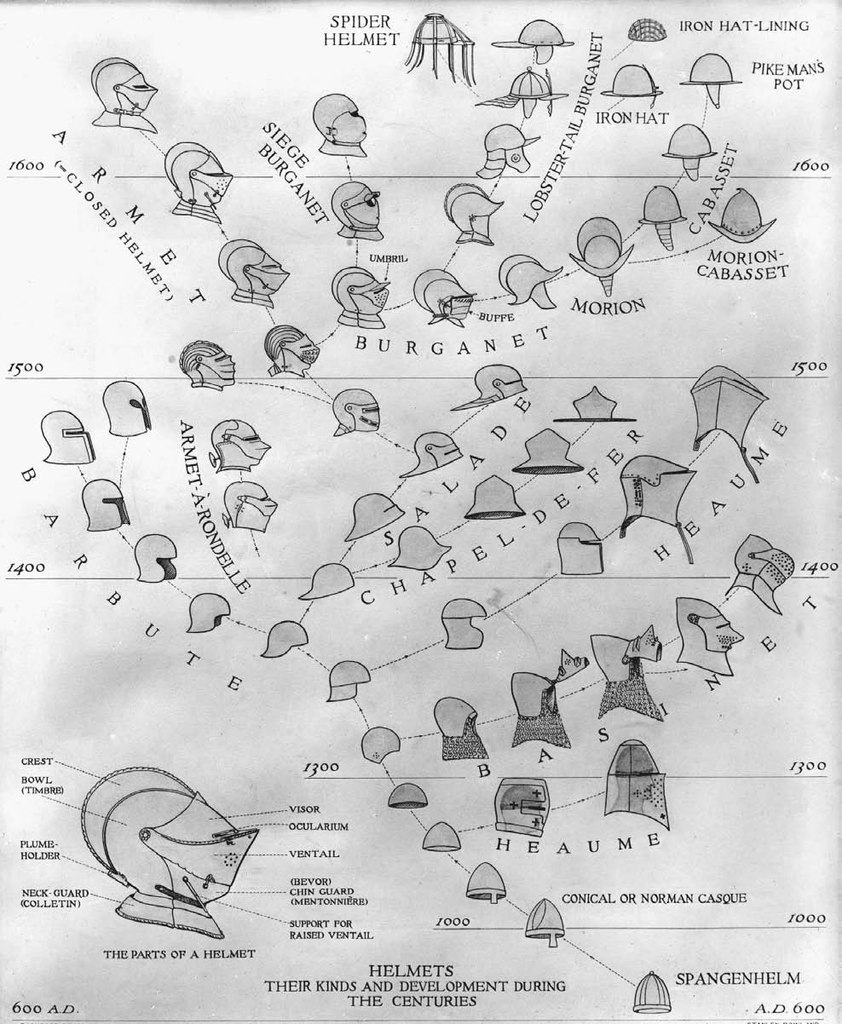 SPIDER
HELMET
IRON HAT-LINING
PIKEMAN'S
POT
IRON HAT
LOBSTER-TAIL BURGANET
SIEGE
BURGANET
ARMET
(=CLOSED HELMET)
1600
1600
CABASSET
MORION-
CABASSET
MORION
UMBRIL
BUFFE
BURGANET
1500
1500
SALADE
CHAPEL-DE-FER
HEAUME
ARMET-À-RONDELLE
BARBUTE
1400
1400
BASINET
1300
1300
HEAUME
CREST
BOWL
(TIMBRE)
PLUME-
HOLDER
NECK-GUARD
(COLLETIN)
VISOR
OCULARIUM
VENTAIL
(BEVOR)
CHIN GUARD
(MENTONNIÈRE)
SUPPORT FOR
RAISED VENTAIL
THE PARTS OF A HELMET
CONICAL OR NORMAN CASQUE
1000
1000
SPANGENHELM
HELMETS
THEIR KINDS AND DEVELOPMENT DURING
THE CENTURIES
600 A.D.
A.D. 600